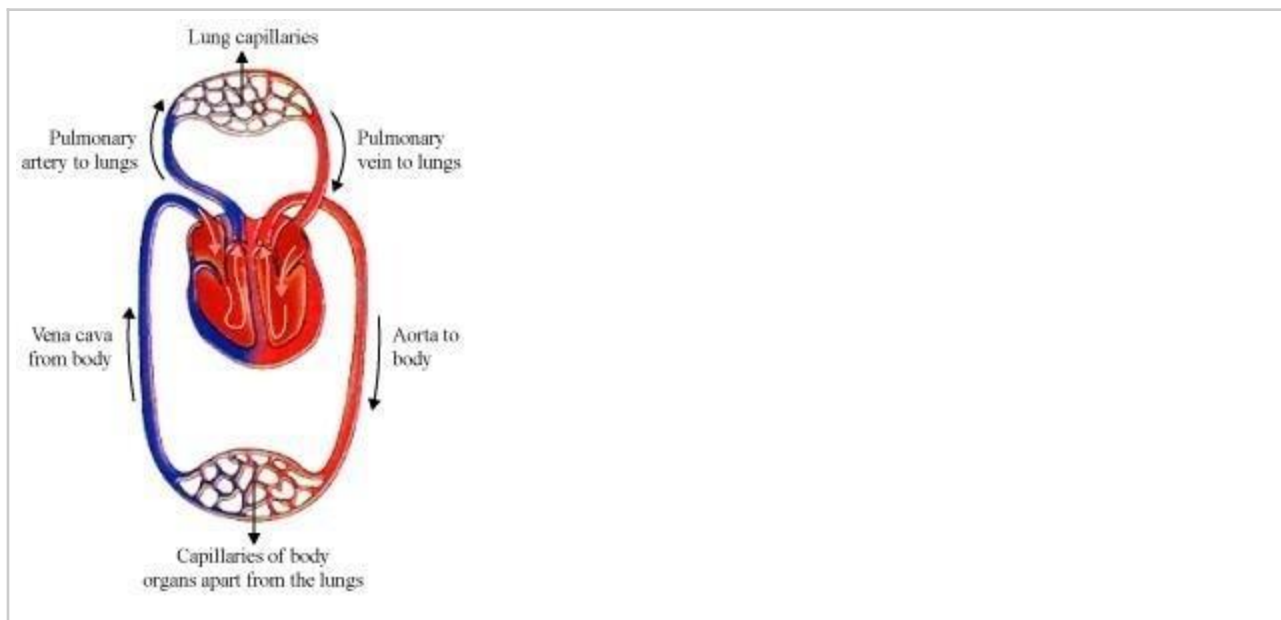 Lung capillaries
Pulmonary
artery to lungs
Pulmonary
vein to lungs
Vena cava
from body
Aorta to
body
Capillaries of body
organs apart from the lungs